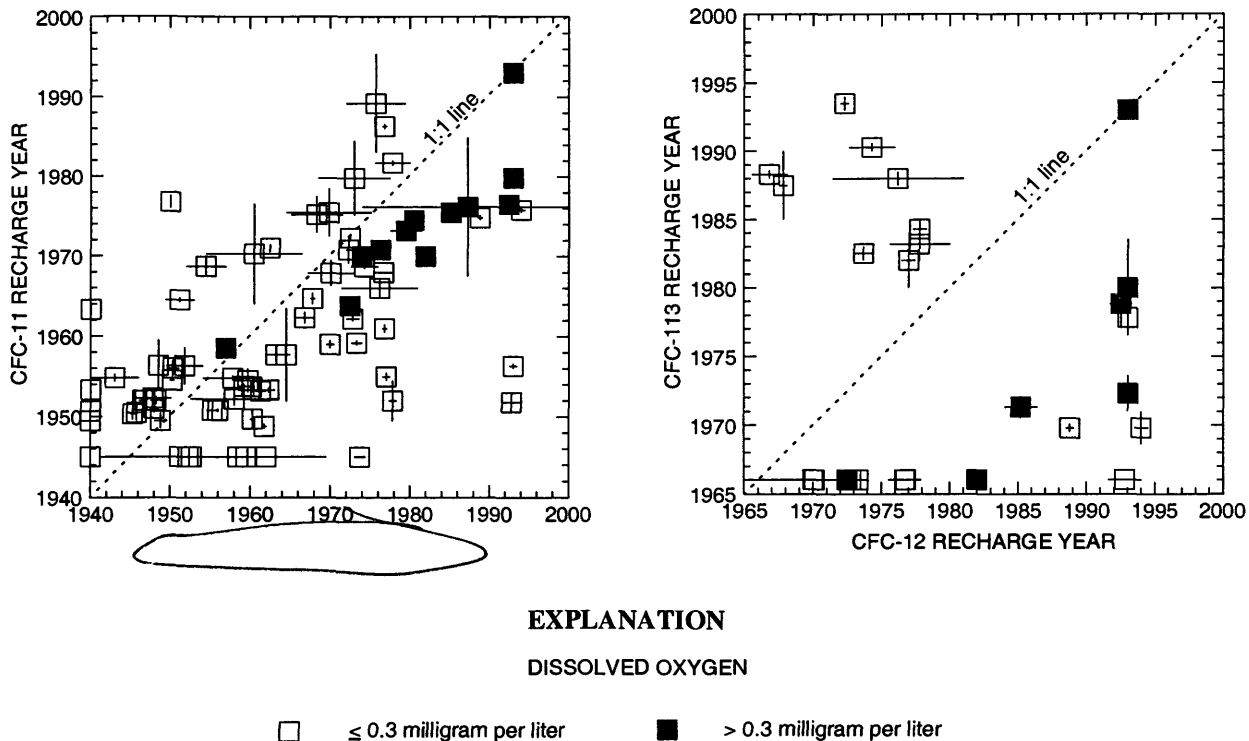 2000
1990
1980
1970
1960
1950
1940
CFC-11 RECHARGE YEAR
1:1 line
1940 1950 1960 1970 1980 1990 2000
2000
1995
1990
1985
1980
1975
1970
1965
CFC-113 RECHARGE YEAR
1:1 line
1965 1970 1975 1980 1985 1990 1995 2000
CFC-12 RECHARGE YEAR
EXPLANATION
DISSOLVED OXYGEN
≤ 0.3 milligram per liter
> 0.3 milligram per liter